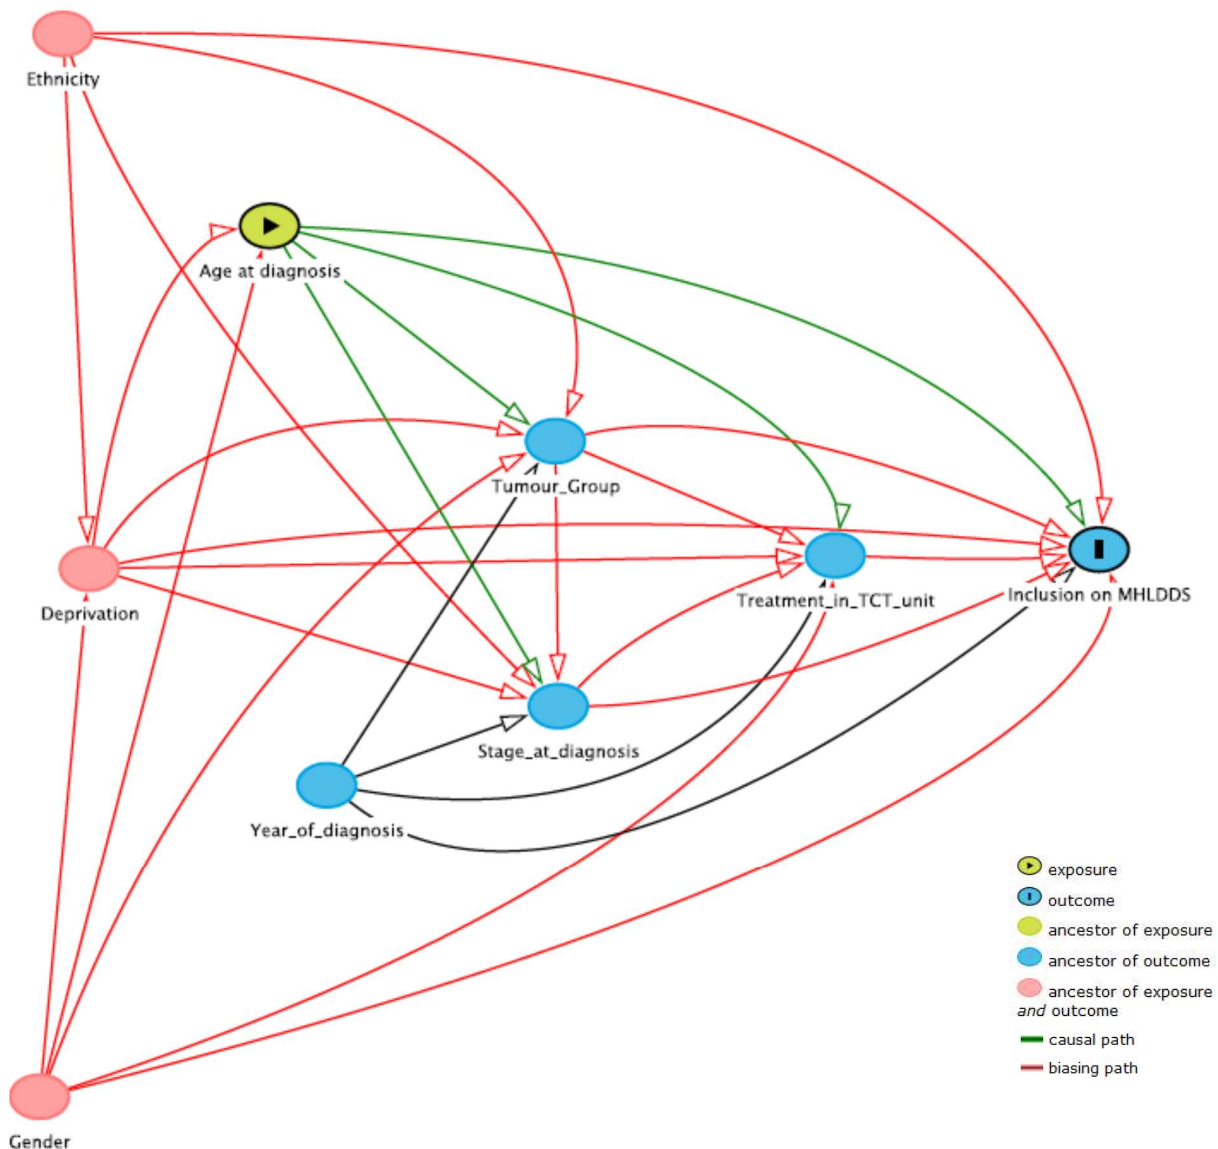 Ethnicity
Age at diagnosis
Tumour_Group
Treatment_in_TCT_unit
Inclusion on MHLDDS
Deprivation
Stage_at_diagnosis
Year_of_diagnosis
exposure
outcome
ancestor of exposure
ancestor of outcome
ancestor of exposure
and outcome
causal path
biasing path
Gender